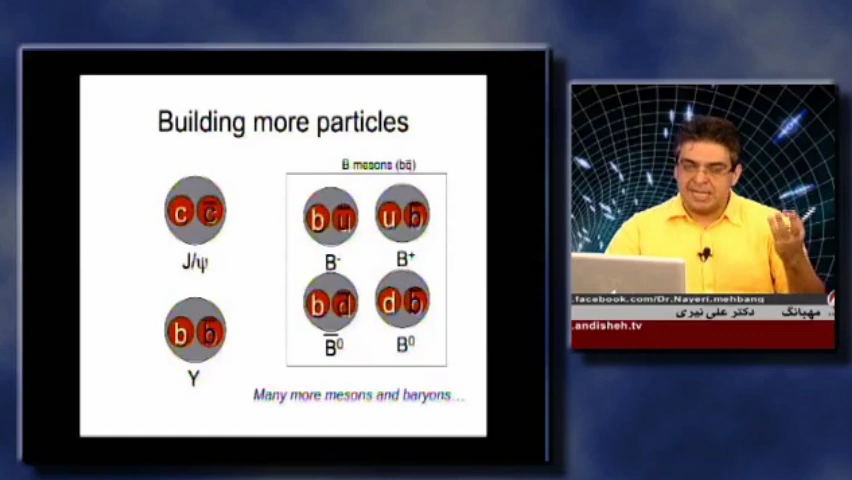 Building more particles
B mesons (bq̄)
c c̄
b u̅
u b̅
J/ψ
B⁻
B⁺
b b̅
b d̅
d b̅
Υ
B̅⁰
B⁰
Many more mesons and baryons...
.facebook.com/Dr.Nayeri.mehbang
دکتر علی نیری
مهبانگ
.andisheh.tv